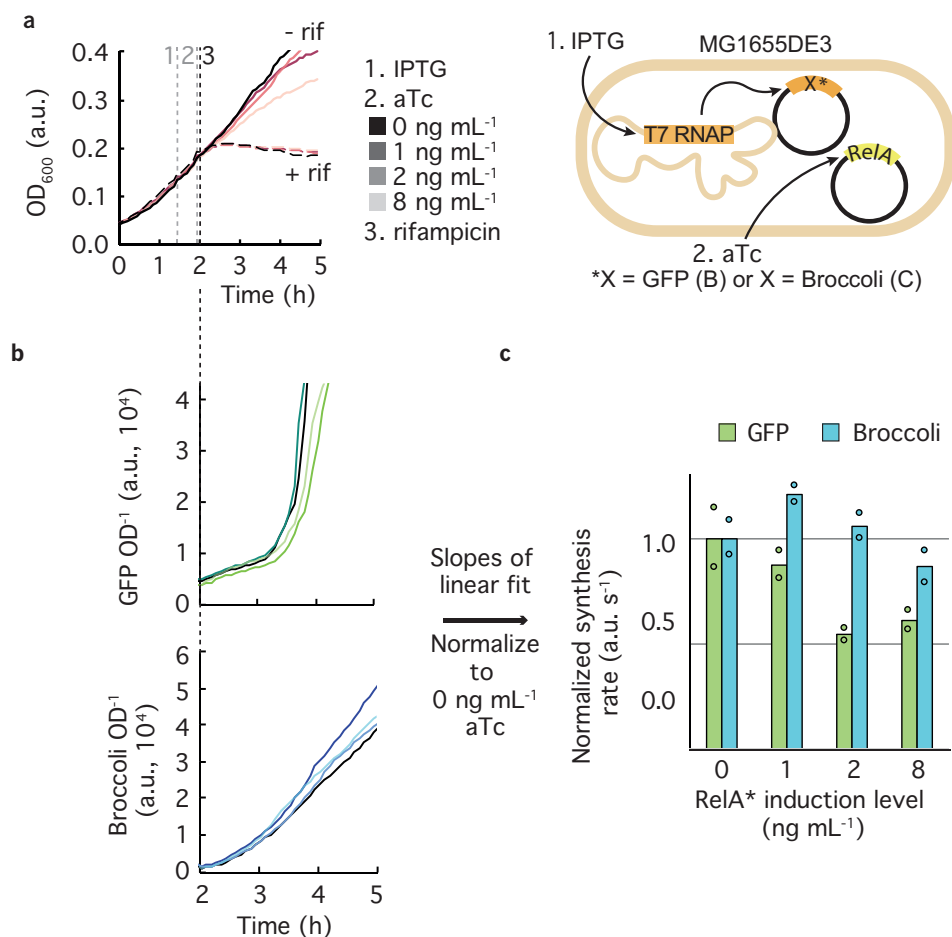 a
0.4
0.3
0.2
0.1
0.0
OD600 (a.u.)
0 1 2 3 4 5
Time (h)
1 2 3
- rif
+ rif
1. IPTG
2. aTc
0 ng mL-1
1 ng mL-1
2 ng mL-1
8 ng mL-1
3. rifampicin
1. IPTG
MG1655DE3
X*
T7 RNAP
RelA
2. aTc
*X = GFP (B) or X = Broccoli (C)
b
GFP OD-1 (a.u., 10⁴)
4
3
2
1
0
Broccoli OD-1
(a.u., 10⁴)
6
5
4
3
2
1
0
2 3 4 5
Time (h)
Slopes of
linear fit
Normalize
to
0 ng mL-1
aTc
c
GFP
Broccoli
Normalized synthesis
rate (a.u. s-1)
1.0
0.5
0.0
0 1 2 8
RelA* induction level
(ng mL-1)